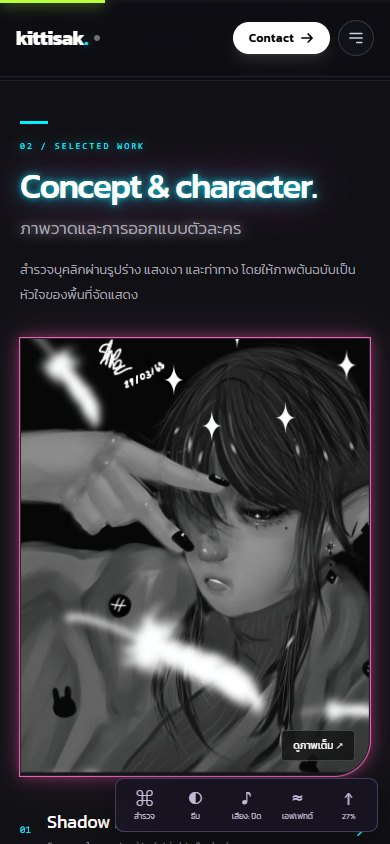 kittisak.
Contact →
02 / SELECTED WORK
Concept & character.
ภาพวาดและการออกแบบตัวละคร
สำรวจบุคลิกผ่านรูปร่าง แสงเงา และท่าทาง โดยให้ภาพต้นฉบับเป็น
หัวใจของพื้นที่จัดแสดง
29/03/65
#
ดูภาพเต็ม ↗
01
Shadow
สำรวจ
ธีม
เสียง: ปิด
เอฟเฟกต์
27%